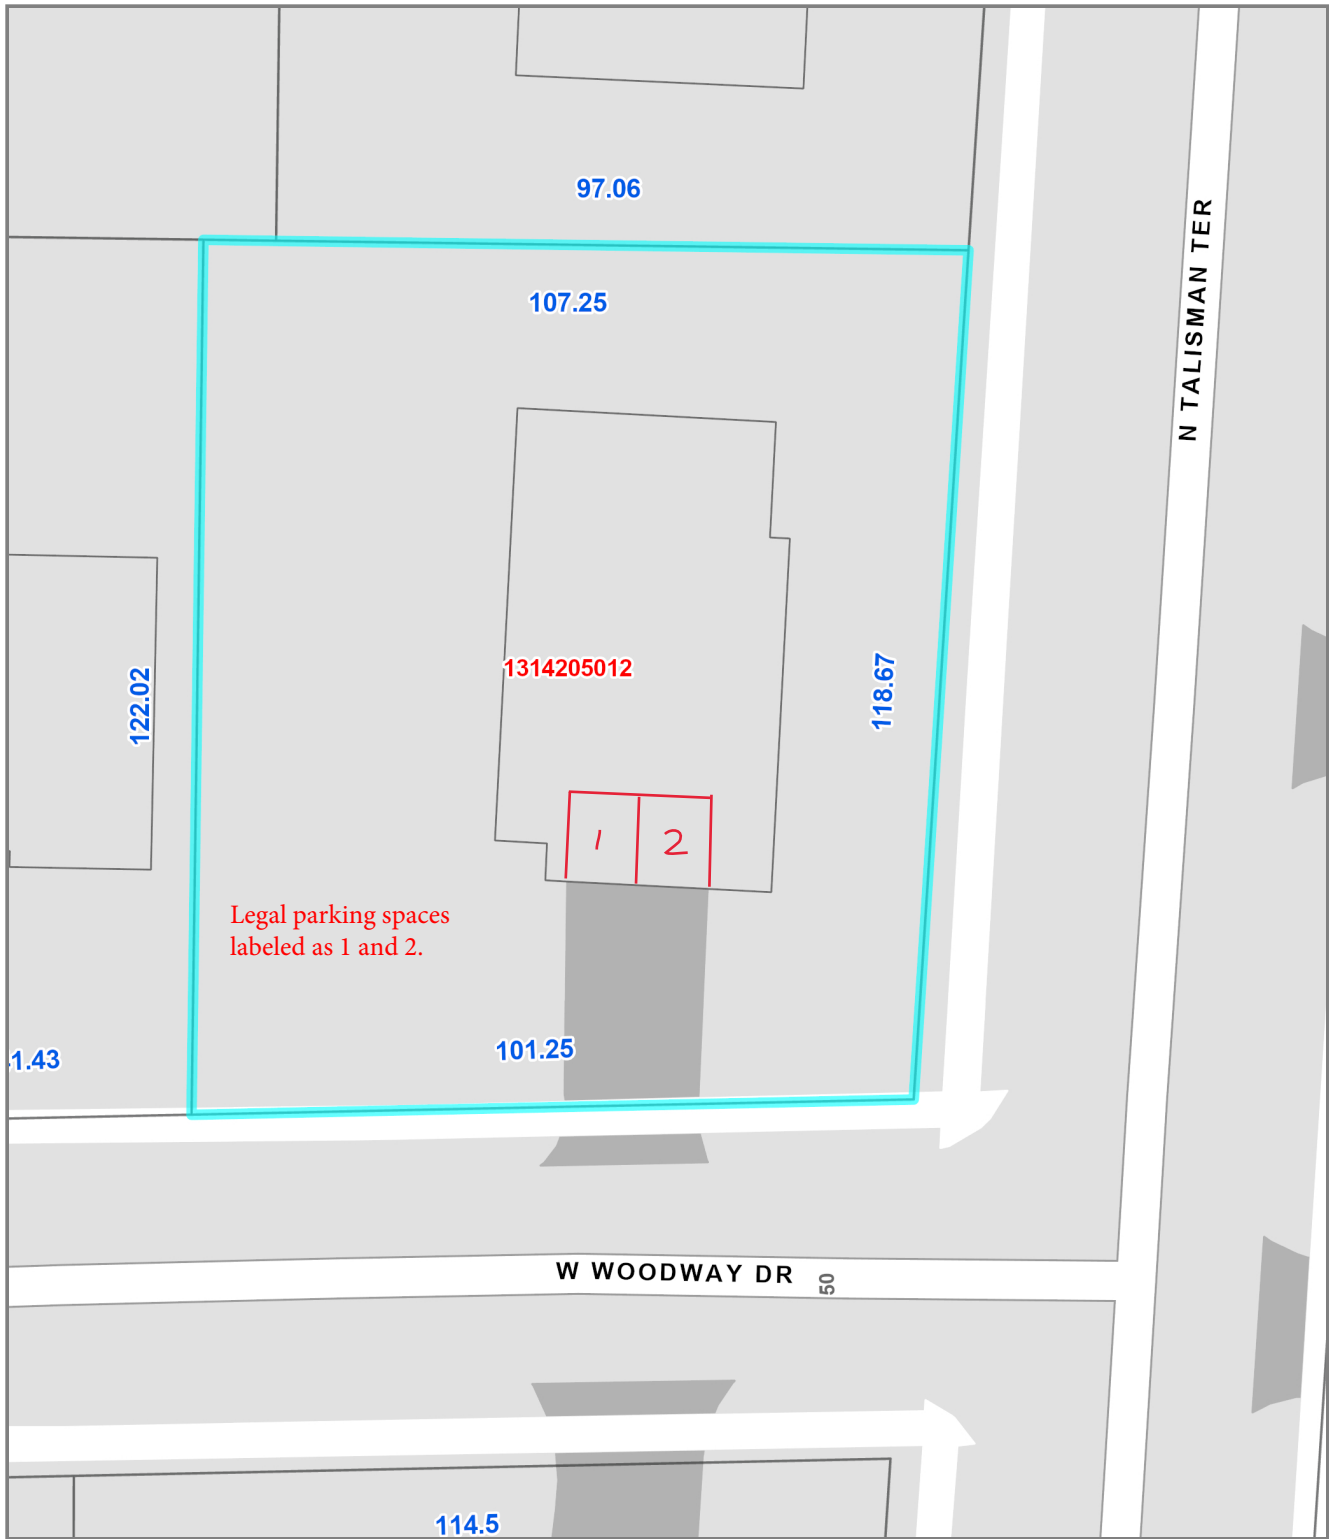 97.06
107.25
N TALISMAN TER
1314205012
122.02
118.67
1 2
Legal parking spaces
labeled as 1 and 2.
101.25
1.43
W WOODWAY DR
50
114.5